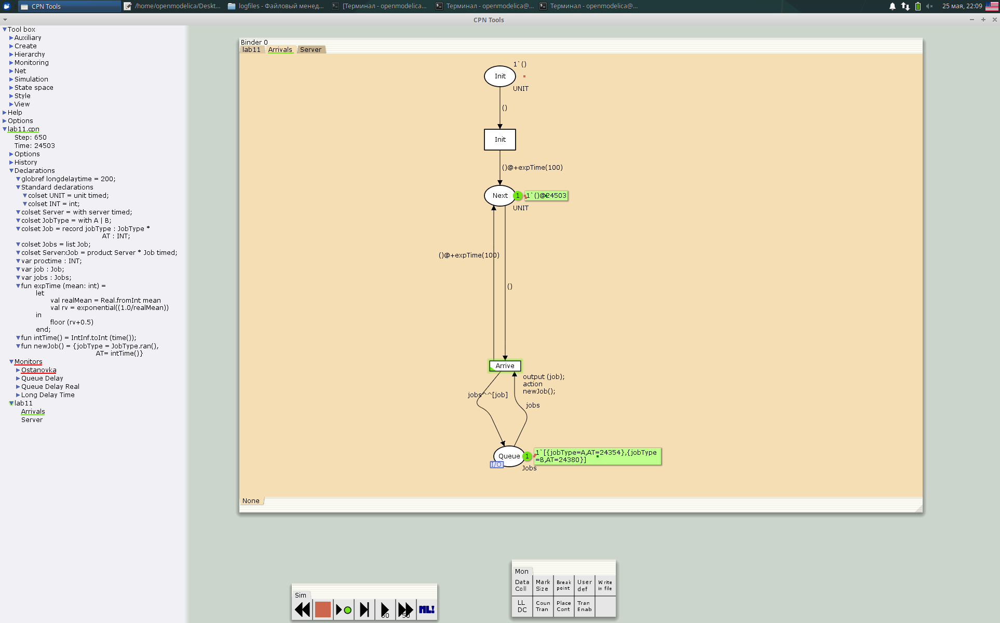 CPN Tools
/home/openmodelica/Deskt...
logfiles - Файловый менед...
[Терминал - openmodelica...
Терминал - openmodelica@...
Терминал - openmodelica@...
25 мая, 22:09
CPN Tools
Tool box
Auxiliary
Create
Hierarchy
Monitoring
Net
Simulation
State space
Style
View
Help
Options
lab11.cpn
Step: 650
Time: 24503
Options
History
Declarations
globref longdelaytime = 200;
Standard declarations
colset UNIT = unit timed;
colset INT = int;
colset Server = with server timed;
colset JobType = with A | B;
colset Job = record jobType : JobType *
AT : INT;
colset Jobs = list Job;
colset ServerxJob = product Server * Job timed;
var proctime : INT;
var job : Job;
var jobs : Jobs;
fun expTime (mean: int) =
let
val realMean = Real.fromInt mean
val rv = exponential((1.0/realMean))
in
floor (rv+0.5)
end;
fun intTime() = IntInf.toInt (time());
fun newJob() = {jobType = JobType.ran(),
AT= intTime()}
Monitors
Ostanovka
Queue Delay
Queue Delay Real
Long Delay Time
lab11
Arrivals
Server
Binder 0
lab11 Arrivals Server
1`()
Init
UNIT
()
Init
()@+expTime(100)
Next
1
1`()@24503
UNIT
()@+expTime(100)
()
Arrive
output (job);
action
newJob();
jobs^^[job]
jobs
Queue
1
1`[{jobType=A,AT=24354},{jobType
=B,AT=24380}]
I/O
Jobs
None
Sim
50
50
ML!
Mon
Data Coll
Mark Size
Break point
User def
Write in file
LL DC
Coun Tran
Place Cont
Tran Enab